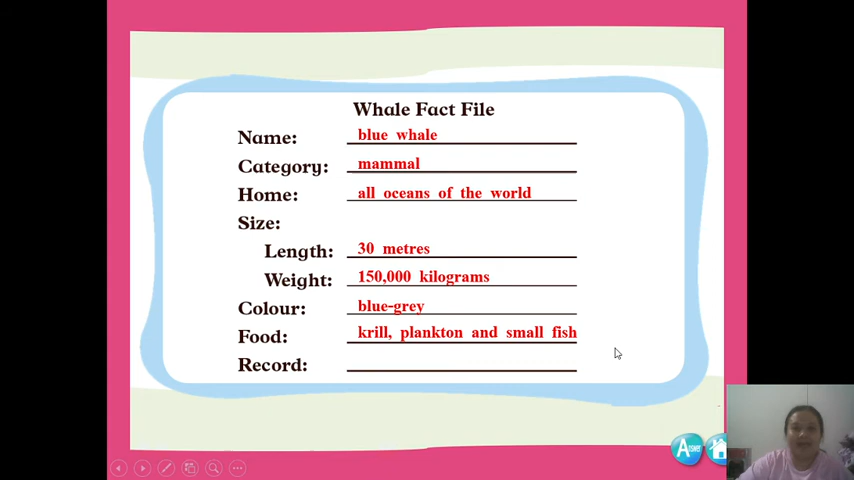 Whale Fact File
Name: blue whale
Category: mammal
Home: all oceans of the world
Size:
Length: 30 metres
Weight: 150,000 kilograms
Colour: blue-grey
Food: krill, plankton and small fish
Record:
Answer